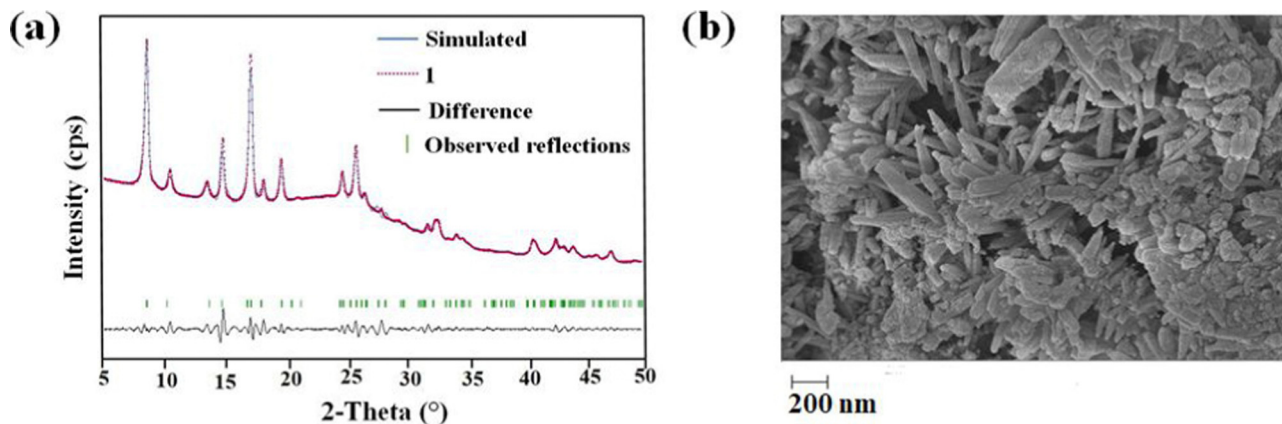 (a)
Intensity (cps)
Simulated
1
Difference
Observed reflections
5 10 15 20 25 30 35 40 45 50
2-Theta (°)
(b)
200 nm